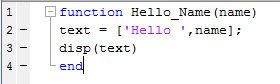 1 function Hello_Name(name)
2 - text = ['Hello ',name];
3 - disp(text)
4 - end